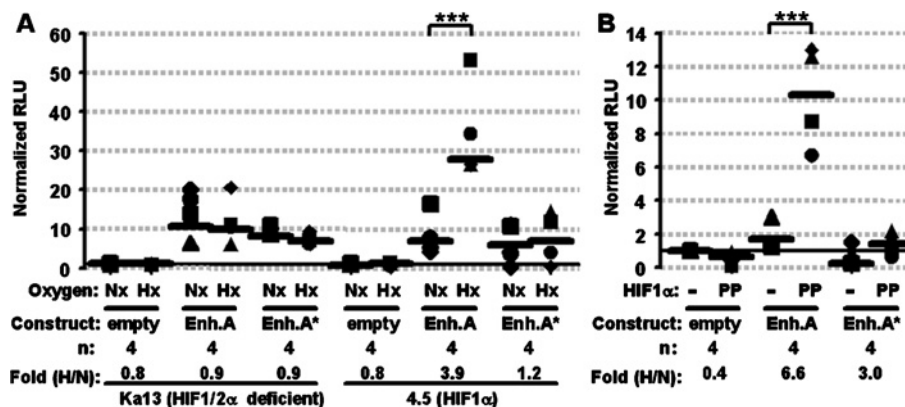 A
***
Normalized RLU
60
50
40
30
20
10
0
Oxygen: Nx Hx Nx Hx Nx Hx Nx Hx Nx Hx Nx Hx
Construct: empty Enh.A Enh.A* empty Enh.A Enh.A*
n: 4 4 4 4 4 4
Fold (H/N): 0.8 0.9 0.9 0.8 3.9 1.2
Ka13 (HIF1/2α deficient) 4.5 (HIF1α)
B
***
Normalized RLU
14
12
10
8
6
4
2
0
HIF1α: - PP - PP - PP
Construct: empty Enh.A Enh.A*
n: 4 4 4
Fold (H/N): 0.4 6.6 3.0